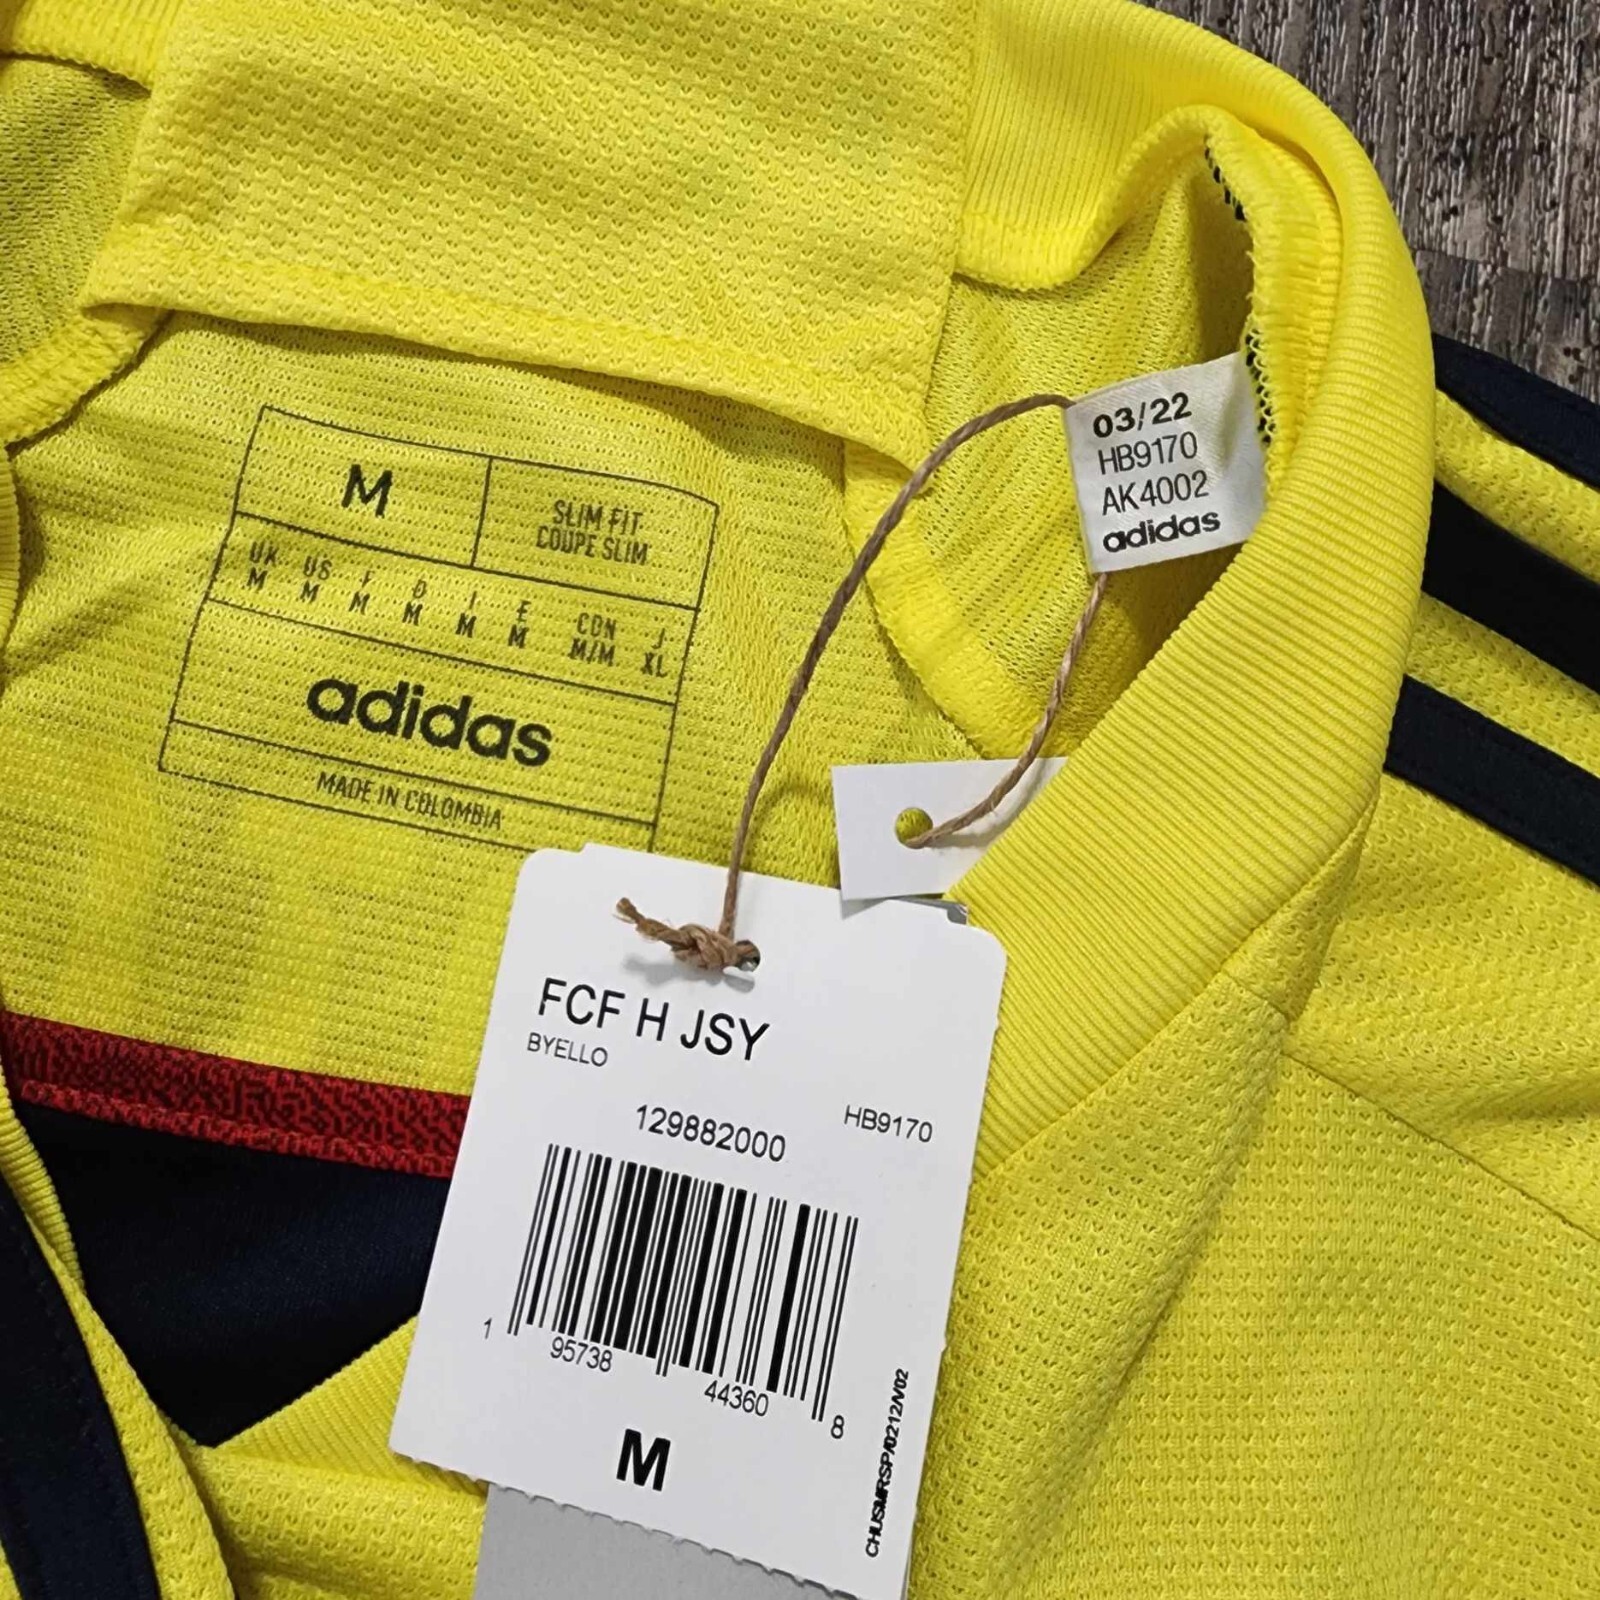 M
SLIM FIT
COUPE SLIM
UK US F D I E CDN J
M M M M M M M/M XL
adidas
MADE IN COLOMBIA
03/22
HB9170
AK4002
adidas
FCF H JSY
BYELLO
129882000
HB9170
1 95738 44360 8
M
CHUSMRSP/0212/V02